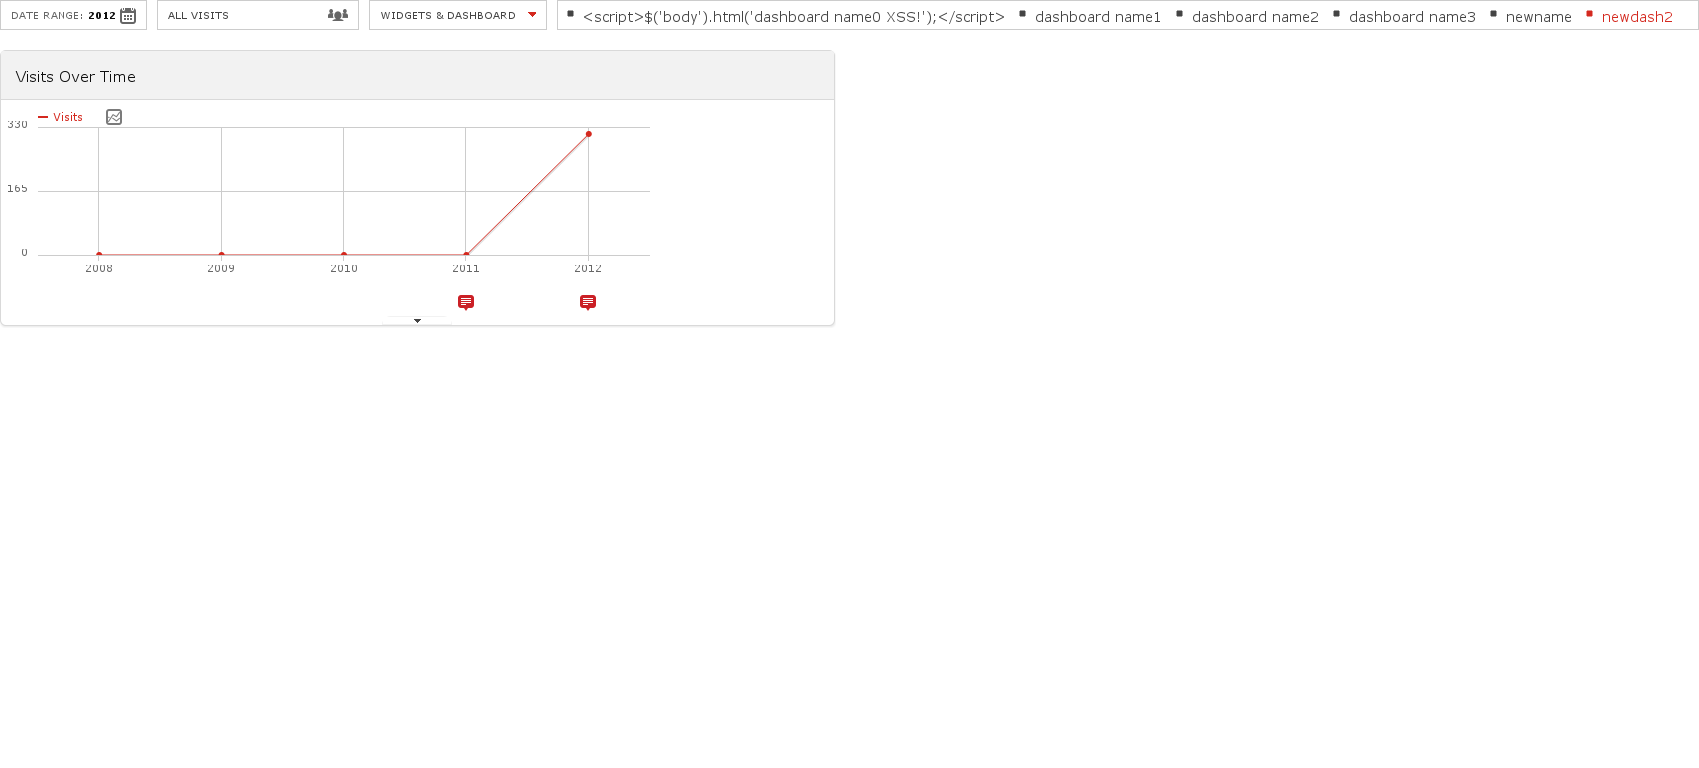 DATE RANGE: 2012 ALL VISITS WIDGETS & DASHBOARD <script>$('body').html('dashboard name0 XSS!');</script> dashboard name1 dashboard name2 dashboard name3 newname newdash2
Visits Over Time
Visits
330
165
0
2008 2009 2010 2011 2012